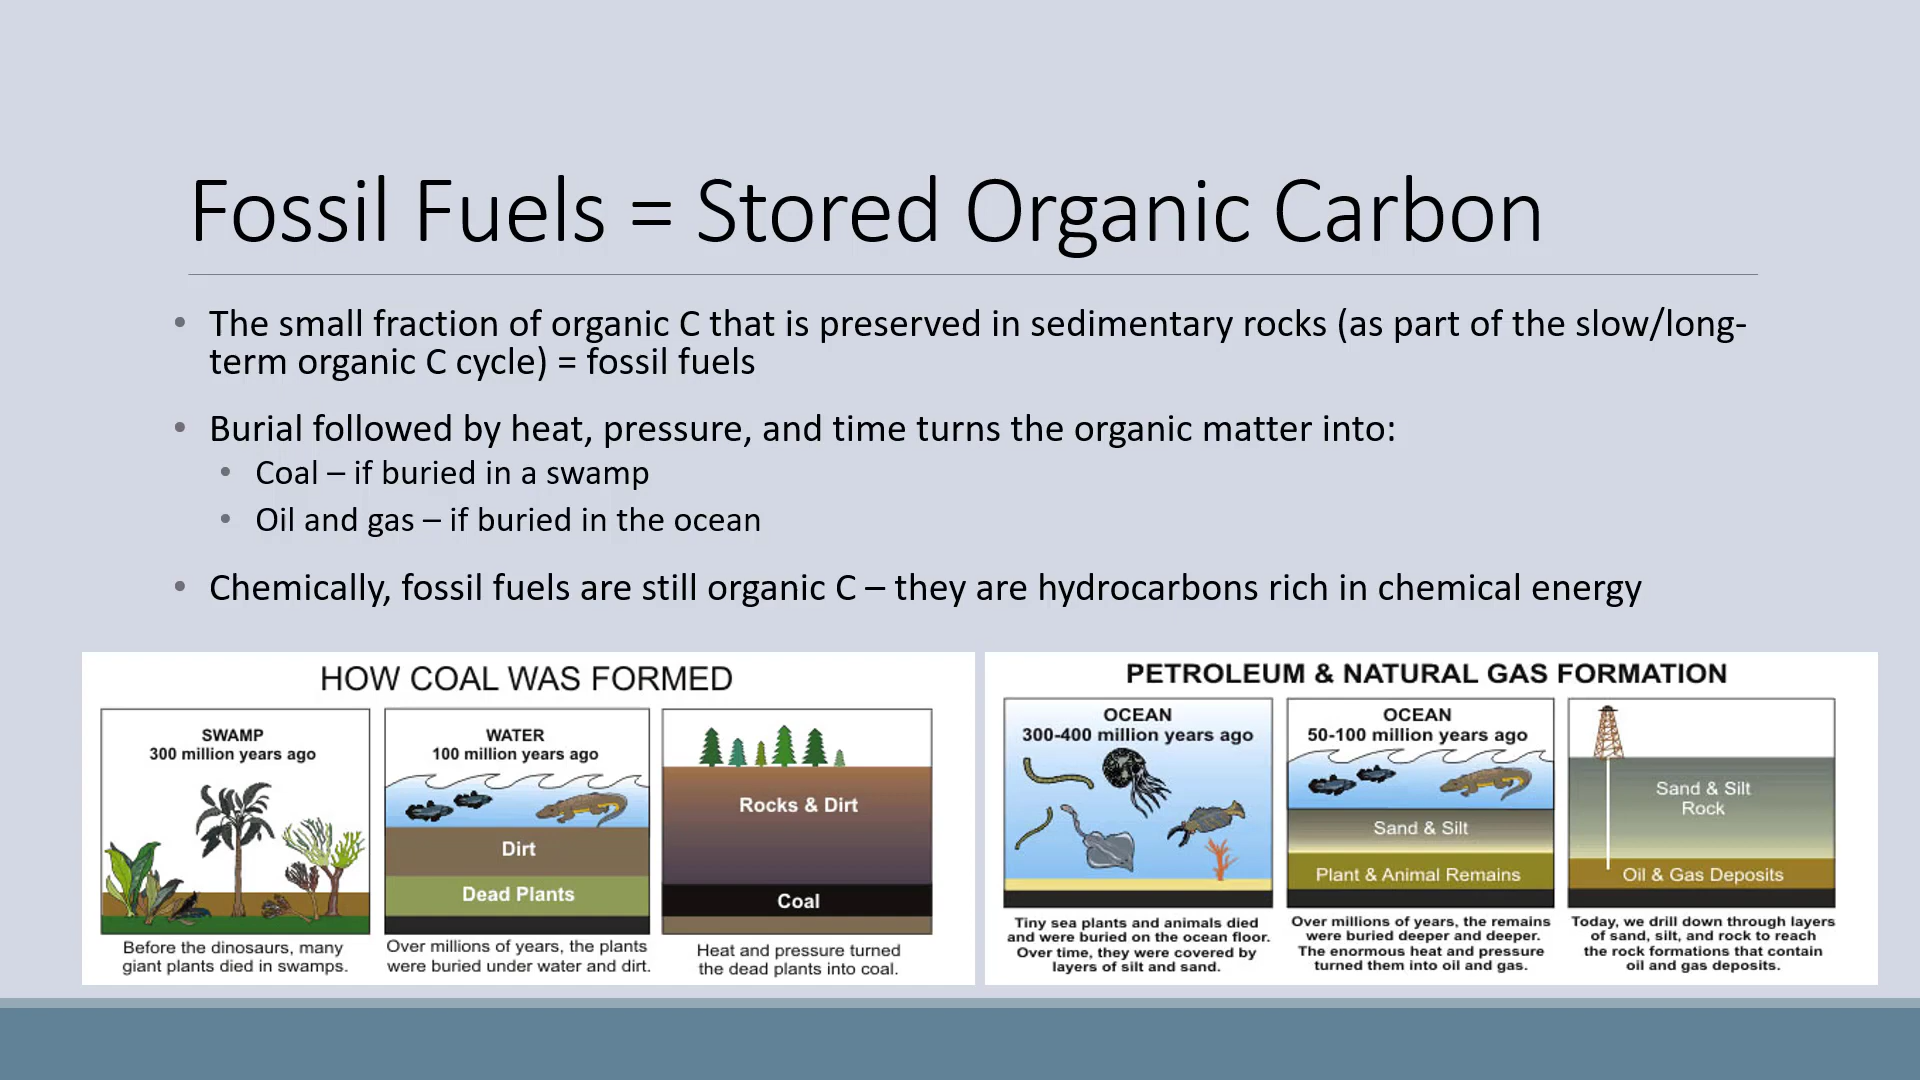 Fossil Fuels = Stored Organic Carbon
• The small fraction of organic C that is preserved in sedimentary rocks (as part of the slow/long-
term organic C cycle) = fossil fuels
• Burial followed by heat, pressure, and time turns the organic matter into:
• Coal – if buried in a swamp
• Oil and gas – if buried in the ocean
• Chemically, fossil fuels are still organic C – they are hydrocarbons rich in chemical energy
HOW COAL WAS FORMED
SWAMP
300 million years ago
Before the dinosaurs, many
giant plants died in swamps.
WATER
100 million years ago
Dirt
Dead Plants
Over millions of years, the plants
were buried under water and dirt.
Rocks & Dirt
Coal
Heat and pressure turned
the dead plants into coal.
PETROLEUM & NATURAL GAS FORMATION
OCEAN
300-400 million years ago
Tiny sea plants and animals died
and were buried on the ocean floor.
Over time, they were covered by
layers of silt and sand.
OCEAN
50-100 million years ago
Sand & Silt
Plant & Animal Remains
Over millions of years, the remains
were buried deeper and deeper.
The enormous heat and pressure
turned them into oil and gas.
Sand & Silt
Rock
Oil & Gas Deposits
Today, we drill down through layers
of sand, silt, and rock to reach
the rock formations that contain
oil and gas deposits.